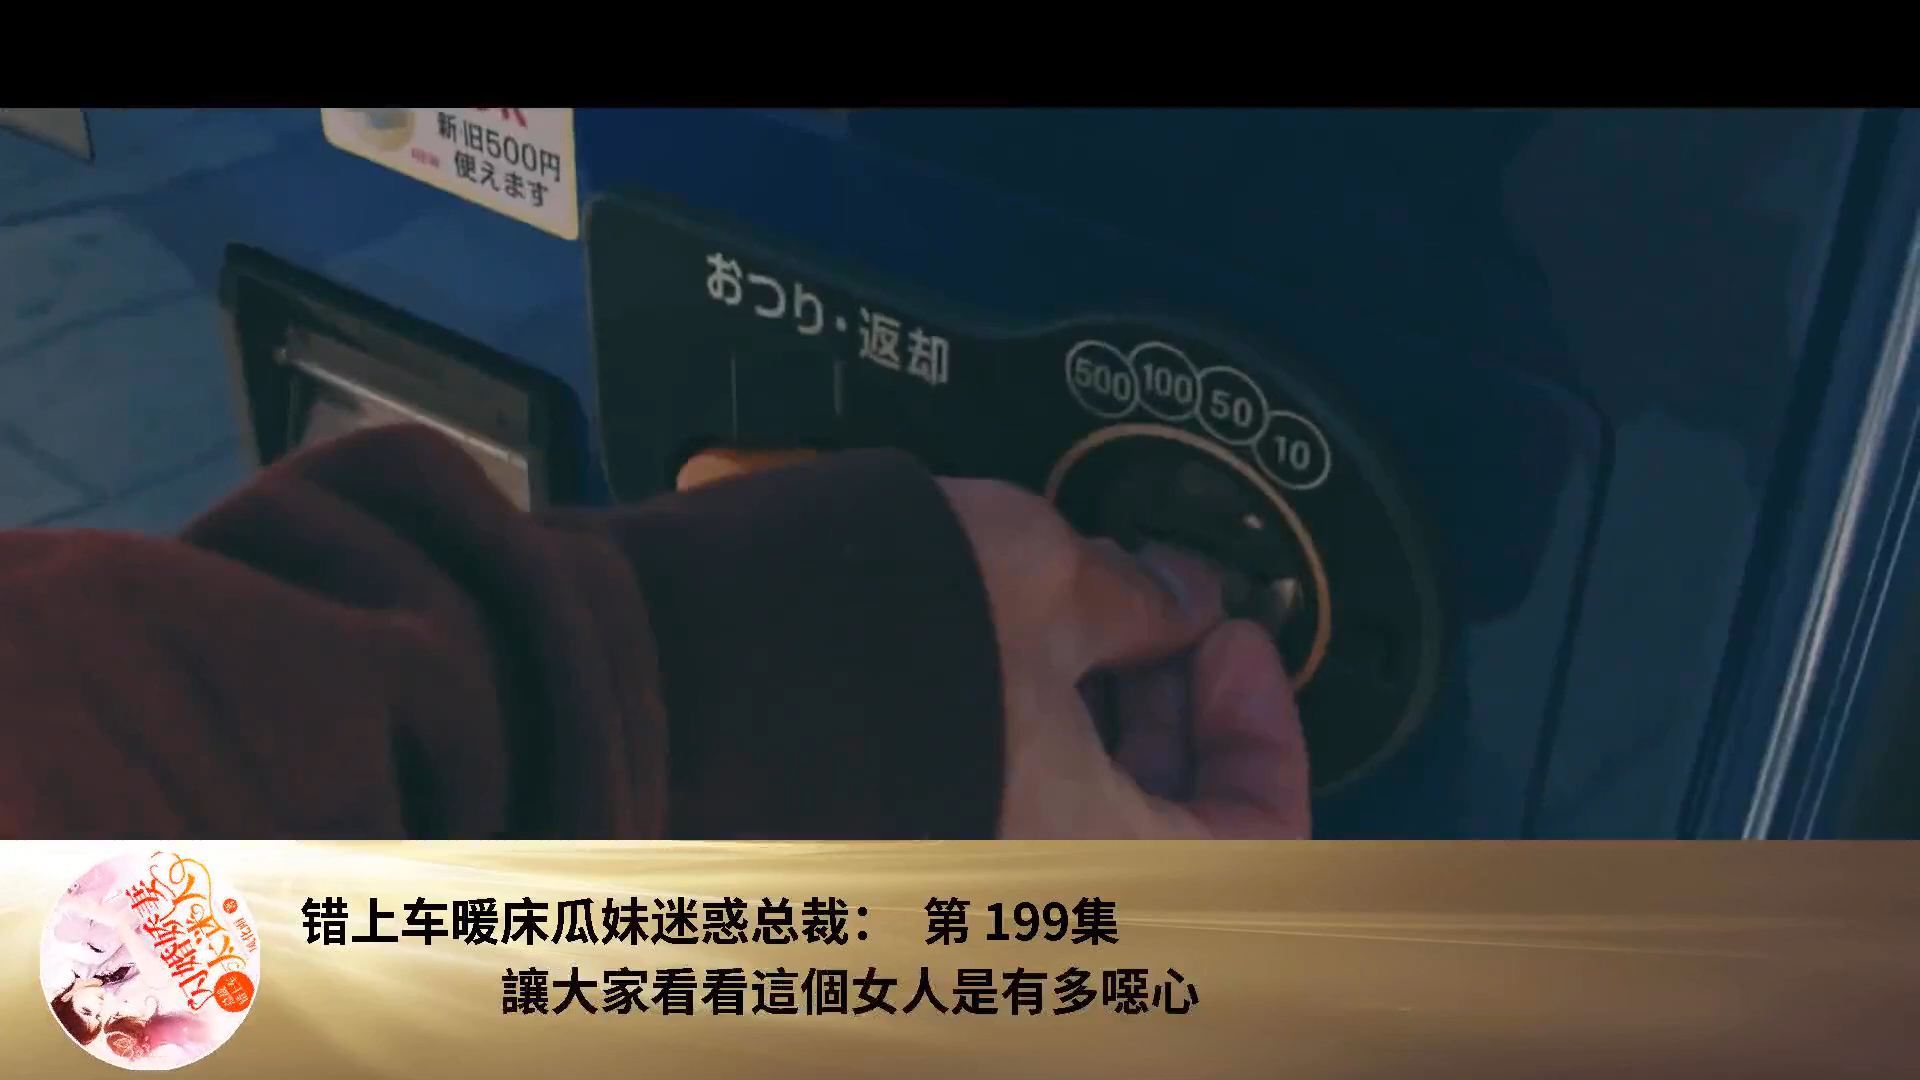 新旧500円
使えます
おつり・返却
500 100 50 10
错上车暖床瓜妹迷惑总裁： 第 199集
讓大家看看這個女人是有多噁心